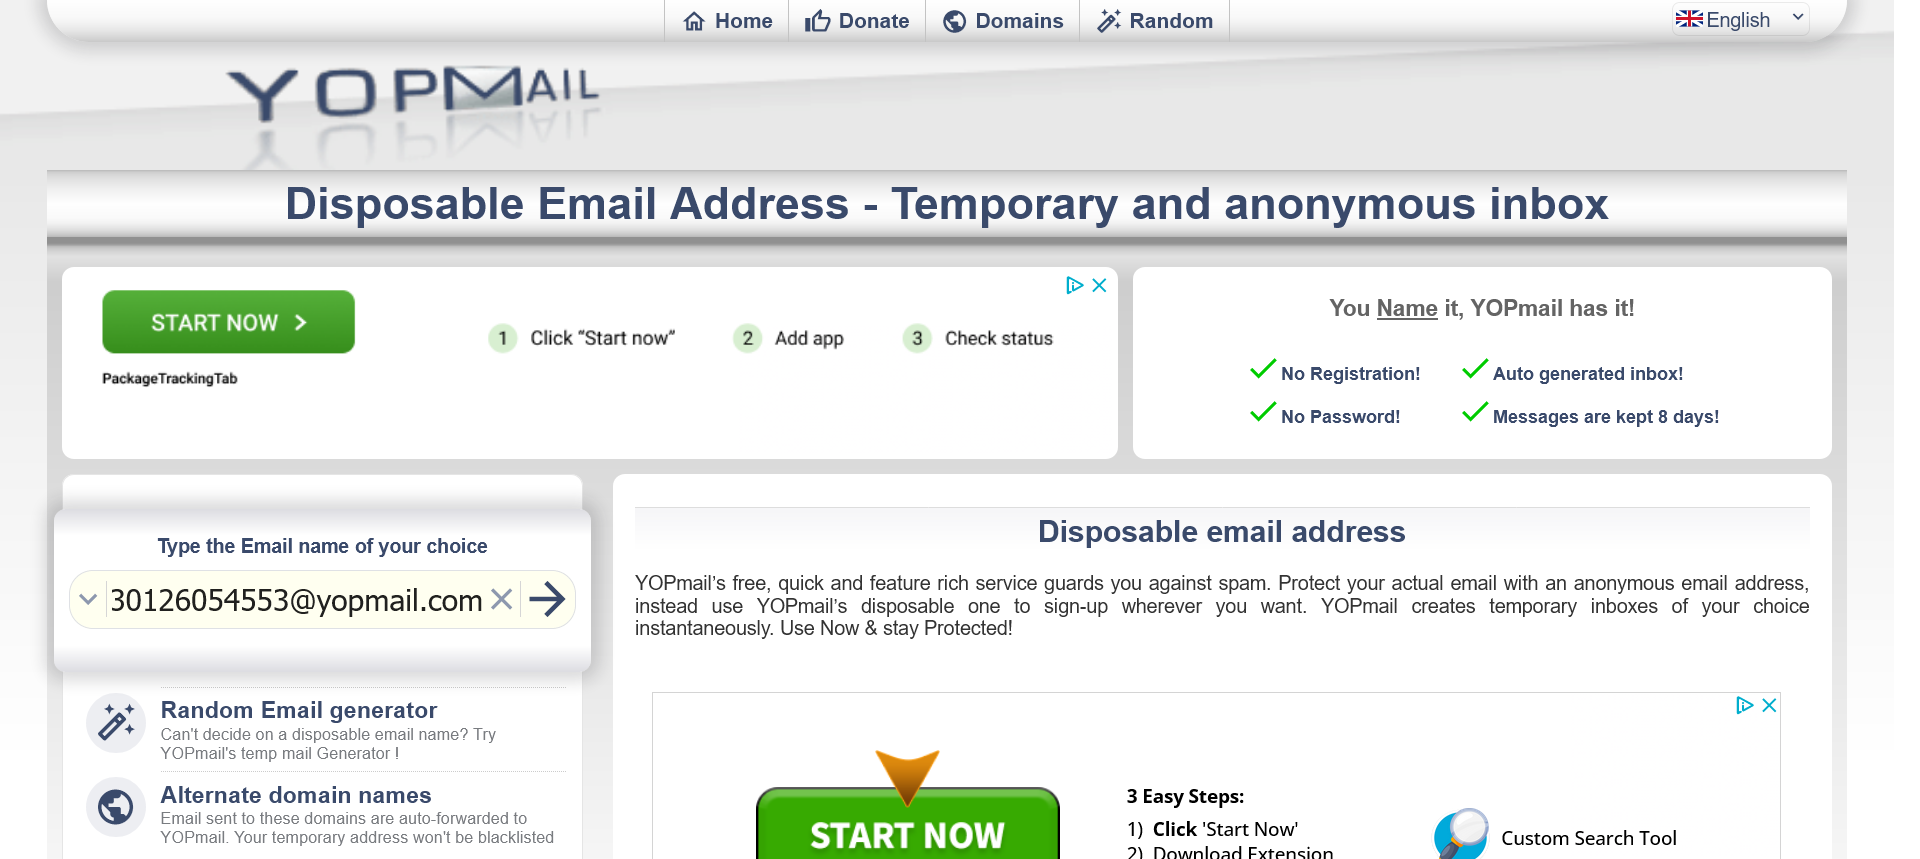 Home Donate Domains Random English
YOPMAIL
Disposable Email Address - Temporary and anonymous inbox
START NOW
PackageTrackingTab
1 Click “Start now” 2 Add app 3 Check status
You Name it, YOPmail has it!
No Registration! Auto generated inbox!
No Password! Messages are kept 8 days!
Type the Email name of your choice
30126054553@yopmail.com
Random Email generator
Can't decide on a disposable email name? Try
YOPmail's temp mail Generator !
Alternate domain names
Email sent to these domains are auto-forwarded to
YOPmail. Your temporary address won't be blacklisted
Disposable email address
YOPmail’s free, quick and feature rich service guards you against spam. Protect your actual email with an anonymous email address,
instead use YOPmail’s disposable one to sign-up wherever you want. YOPmail creates temporary inboxes of your choice
instantaneously. Use Now & stay Protected!
START NOW
3 Easy Steps:
1) Click 'Start Now'
2) Download Extension
Custom Search Tool